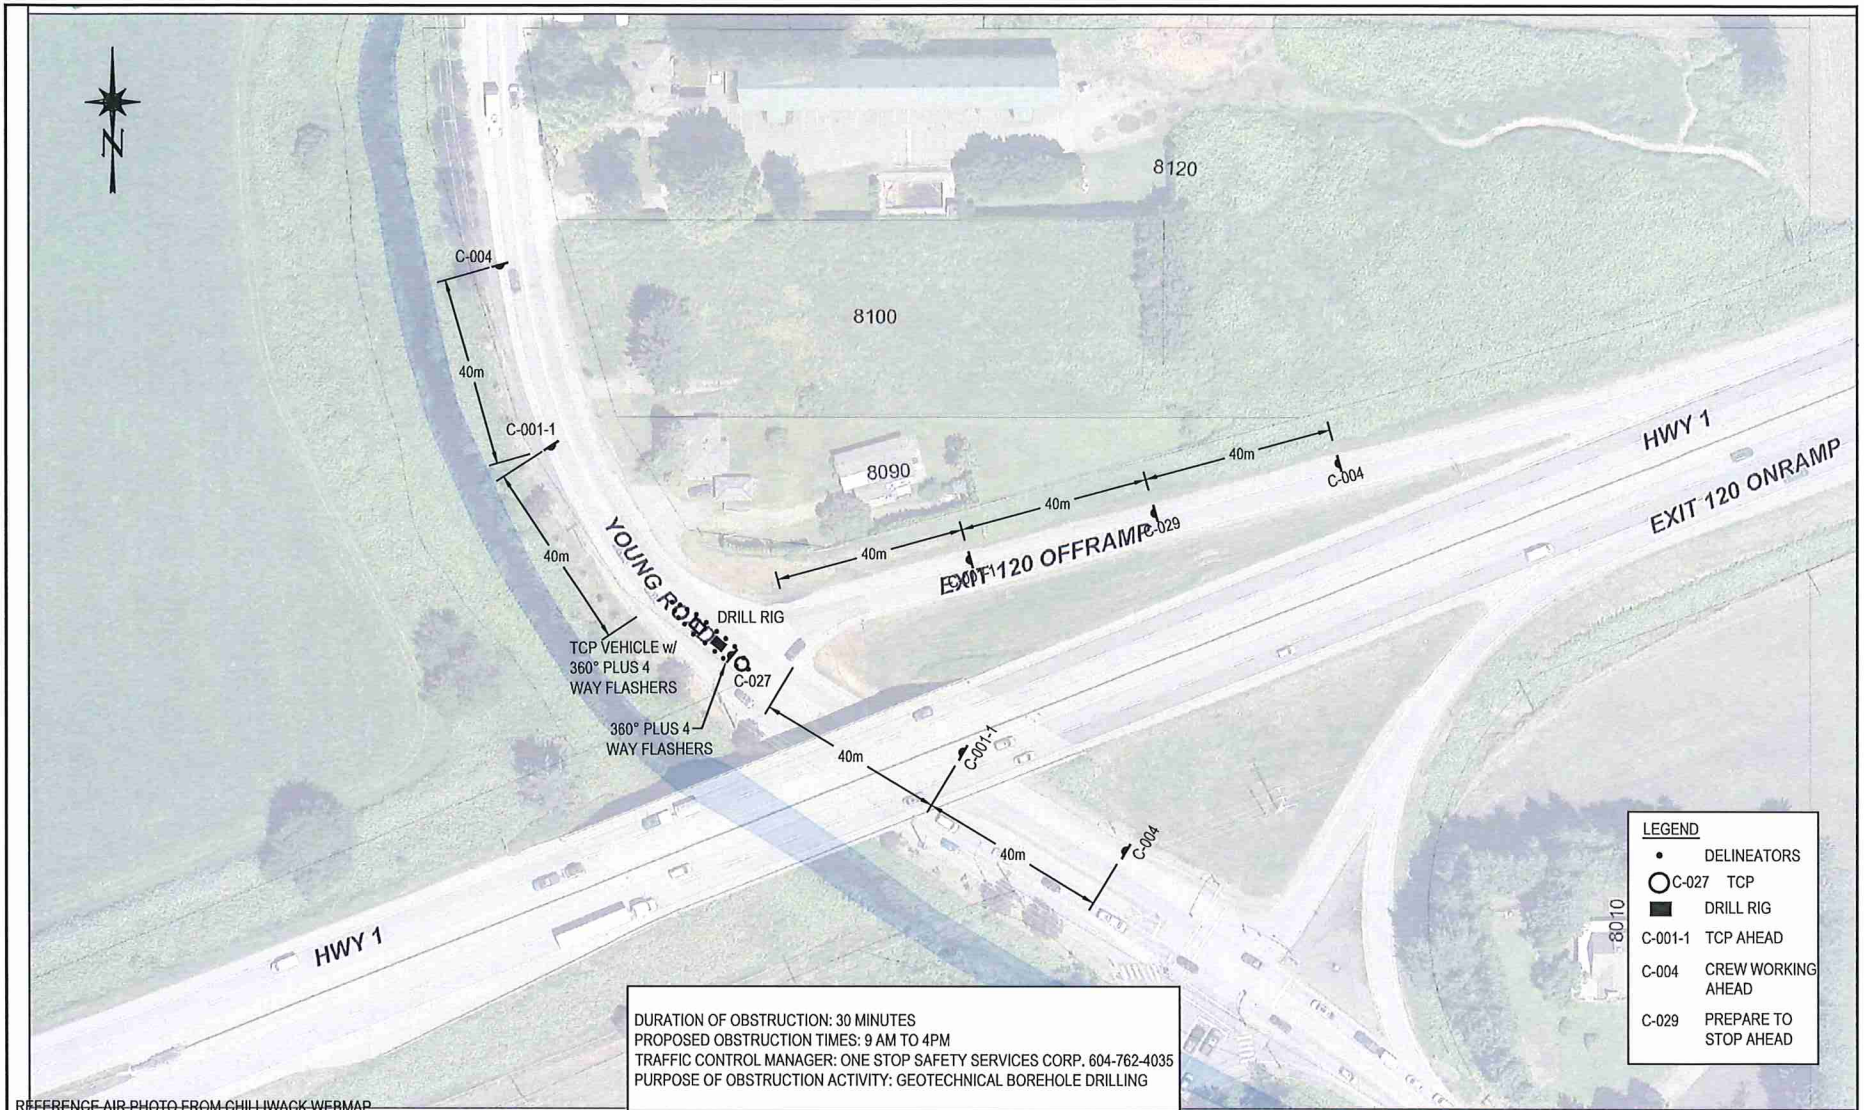 N
8120
C-004
8100
40m
C-001-1
HWY 1
40m
C-004
8090
EXIT 120 ONRAMP
40m
C-029
YOUNG ROAD
40m
40m
EXIT 120 OFFRAMP
C-001-1
DRILL RIG
TCP VEHICLE w/
360° PLUS 4
WAY FLASHERS
C-027
360° PLUS 4
WAY FLASHERS
40m
C-001-1
40m
C-004
HWY 1
8010
LEGEND
DELINEATORS
C-027 TCP
DRILL RIG
C-001-1 TCP AHEAD
C-004 CREW WORKING
AHEAD
C-029 PREPARE TO
STOP AHEAD
DURATION OF OBSTRUCTION: 30 MINUTES
PROPOSED OBSTRUCTION TIMES: 9 AM TO 4PM
TRAFFIC CONTROL MANAGER: ONE STOP SAFETY SERVICES CORP. 604-762-4035
PURPOSE OF OBSTRUCTION ACTIVITY: GEOTECHNICAL BOREHOLE DRILLING
REFERENCE AIR PHOTO FROM CHILLIWACK WEBMAP